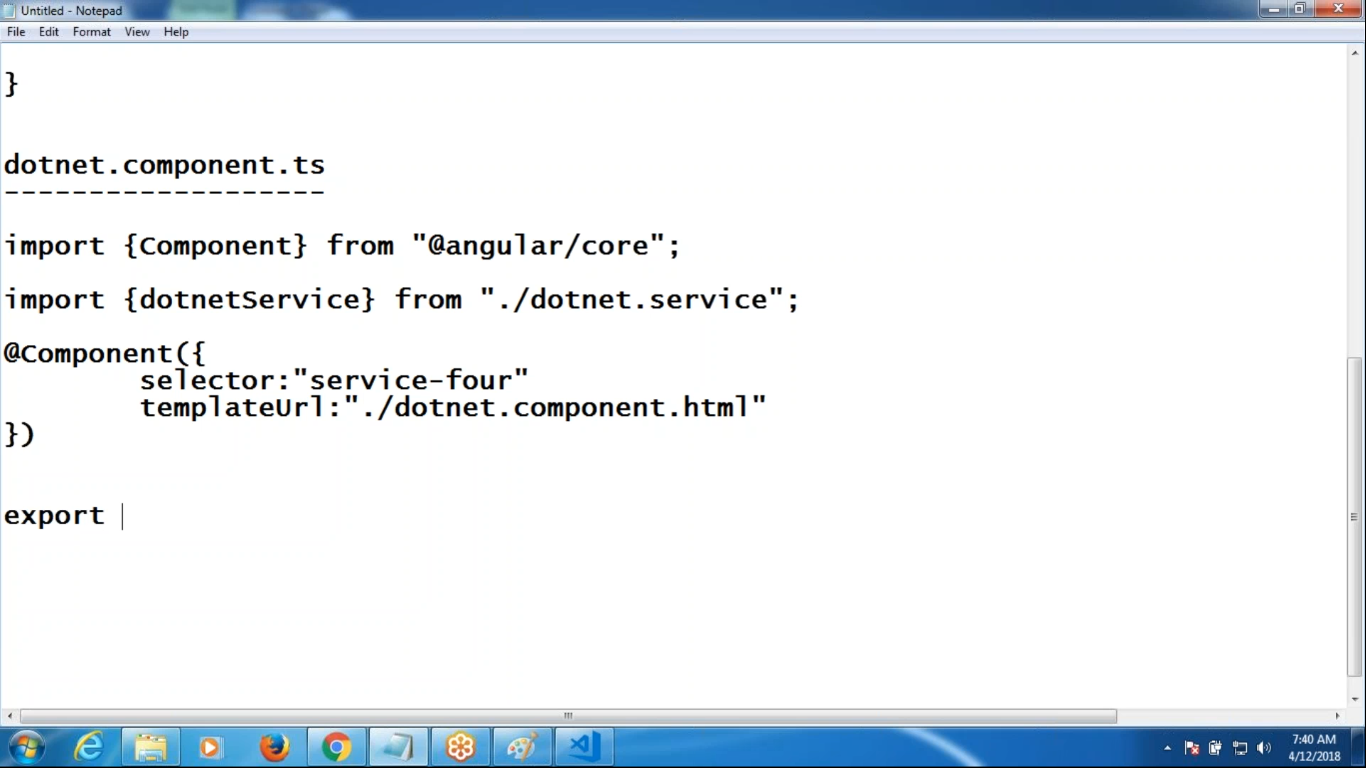 Untitled - Notepad
File Edit Format View Help
}
dotnet.component.ts
-------------------
import {Component} from "@angular/core";
import {dotnetService} from "./dotnet.service";
@Component({
selector:"service-four"
templateUrl:"./dotnet.component.html"
})
export
7:40 AM
4/12/2018